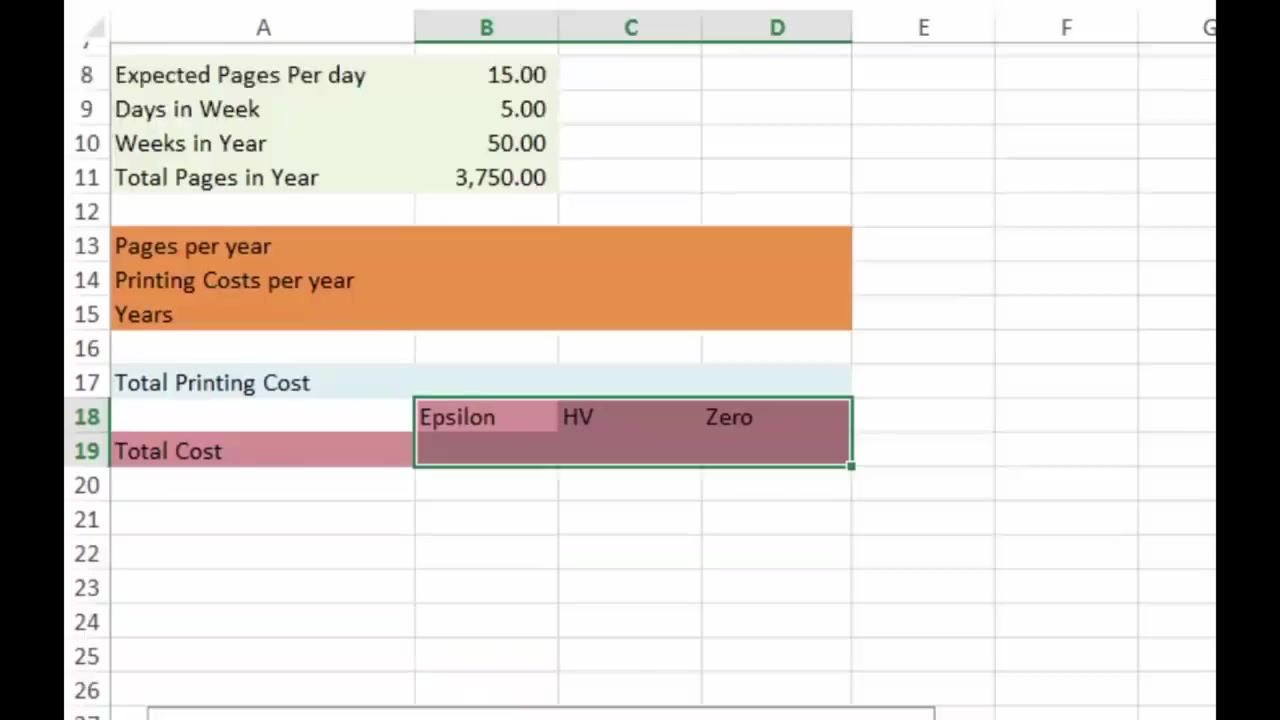 A B C D E F G
8 Expected Pages Per day 15.00
9 Days in Week 5.00
10 Weeks in Year 50.00
11 Total Pages in Year 3,750.00
12
13 Pages per year
14 Printing Costs per year
15 Years
16
17 Total Printing Cost
18 Epsilon HV Zero
19 Total Cost
20
21
22
23
24
25
26